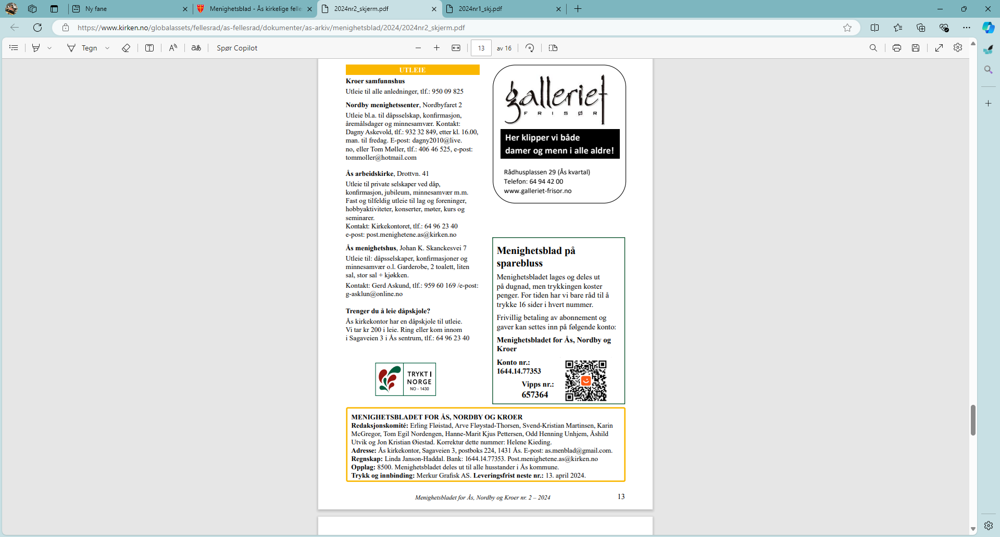 Ny fane
Menighetsblad - Ås kirkelige felle
2024nr2_skjerm.pdf
2024nr1_skj.pdf
https://www.kirken.no/globalassets/fellesrad/as-fellesrad/dokumenter/as-arkiv/menighetsblad/2024/2024nr2_skjerm.pdf
Tegn
aあ
Spør Copilot
13 av 16
UTLEIE
Kroer samfunnshus
Utleie til alle anledninger, tlf.: 950 09 825
Nordby menighetssenter, Nordbyfaret 2
Utleie bl.a. til dåpsselskap, konfirmasjon,
åremålsdager og minnesamvær. Kontakt:
Dagny Askevold, tlf.: 932 32 849, etter kl. 16.00,
man. til fredag. E-post: dagny2010@live.
no, eller Tom Møller, tlf.: 406 46 525, e-post:
tommoller@hotmail.com
Ås arbeidskirke, Drottvn. 41
Utleie til private selskaper ved dåp,
konfirmasjon, jubileum, minnesamvær m.m.
Fast og tilfeldig utleie til lag og foreninger,
hobbyaktiviteter, konserter, møter, kurs og
seminarer.
Kontakt: Kirkekontoret, tlf.: 64 96 23 40
e-post: post.menighetene.as@kirken.no
Ås menighetshus, Johan K. Skanckesvei 7
Utleie til: dåpsselskaper, konfirmasjoner og
minnesamvær o.l. Garderobe, 2 toalett, liten
sal, stor sal + kjøkken.
Kontakt: Gerd Asklund, tlf.: 959 60 169 /e-post:
g-asklun@online.no
Trenger du å leie dåpskjole?
Ås kirkekontor har en dåpskjole til utleie.
Vi tar kr 200 i leie. Ring eller kom innom
i Sagaveien 3 i Ås sentrum, tlf.: 64 96 23 40
TRYKT I
NORGE
NO - 1430
galleriet
FRISØR
Her klipper vi både
damer og menn i alle aldre!
Rådhusplassen 29 (Ås kvartal)
Telefon: 64 94 42 00
www.galleriet-frisor.no
Menighetsblad på
sparebluss
Menighetsbladet lages og deles ut
på dugnad, men trykkingen koster
penger. For tiden har vi bare råd til å
trykke 16 sider i hvert nummer.
Frivillig betaling av abonnement og
gaver kan settes inn på følgende konto:
Menighetsbladet for Ås, Nordby og
Kroer
Konto nr.:
1644.14.77353
Vipps nr.:
657364
MENIGHETSBLADET FOR ÅS, NORDBY OG KROER
Redaksjonskomité: Erling Fløistad, Arve Fløystad-Thorsen, Svend-Kristian Martinsen, Karin
McGregor, Tom Egil Nordengen, Hanne-Marit Kjus Pettersen, Odd Henning Unhjem, Åshild
Utvik og Jon Kristian Øiestad. Korrektur dette nummer: Helene Kieding.
Adresse: Ås kirkekontor, Sagaveien 3, postboks 224, 1431 Ås. E-post: as.menblad@gmail.com.
Regnskap: Linda Janson-Haddal. Bank: 1644.14.77353. Post.menighetene.as@kirken.no
Opplag: 8500. Menighetsbladet deles ut til alle husstander i Ås kommune.
Trykk og innbinding: Merkur Grafisk AS. Leveringsfrist neste nr.: 13. april 2024.
Menighetsbladet for Ås, Nordby og Kroer nr. 2 – 2024
13